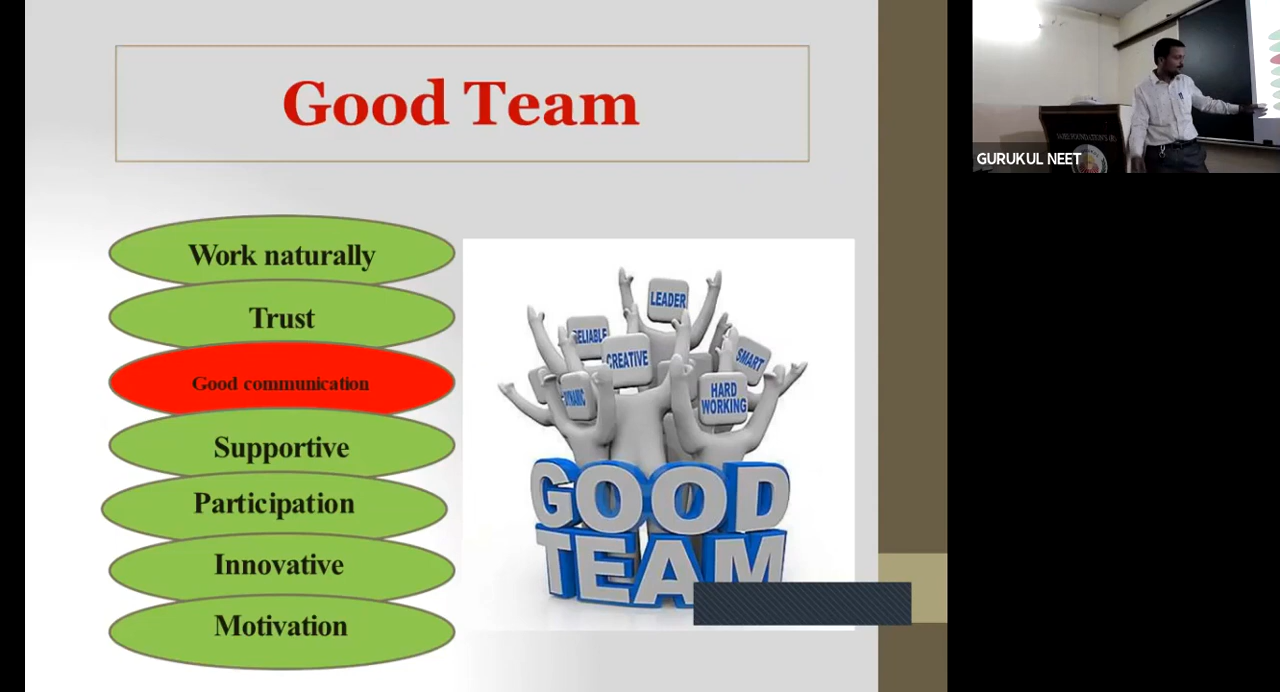 Good Team
Work naturally
Trust
Good communication
Supportive
Participation
Innovative
Motivation
LEADER
CREATIVE
SMART
DYNAMIC
HARD
WORKING
GOOD
TEAM
GURUKUL NEET